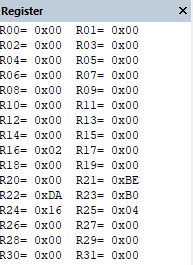 Register
R00= 0x00 R01= 0x00
R02= 0x00 R03= 0x00
R04= 0x00 R05= 0x00
R06= 0x00 R07= 0x00
R08= 0x00 R09= 0x00
R10= 0x00 R11= 0x00
R12= 0x00 R13= 0x00
R14= 0x00 R15= 0x00
R16= 0x02 R17= 0x00
R18= 0x00 R19= 0x00
R20= 0x00 R21= 0xBE
R22= 0xDA R23= 0xB0
R24= 0x16 R25= 0x04
R26= 0x00 R27= 0x00
R28= 0x00 R29= 0x00
R30= 0x00 R31= 0x00